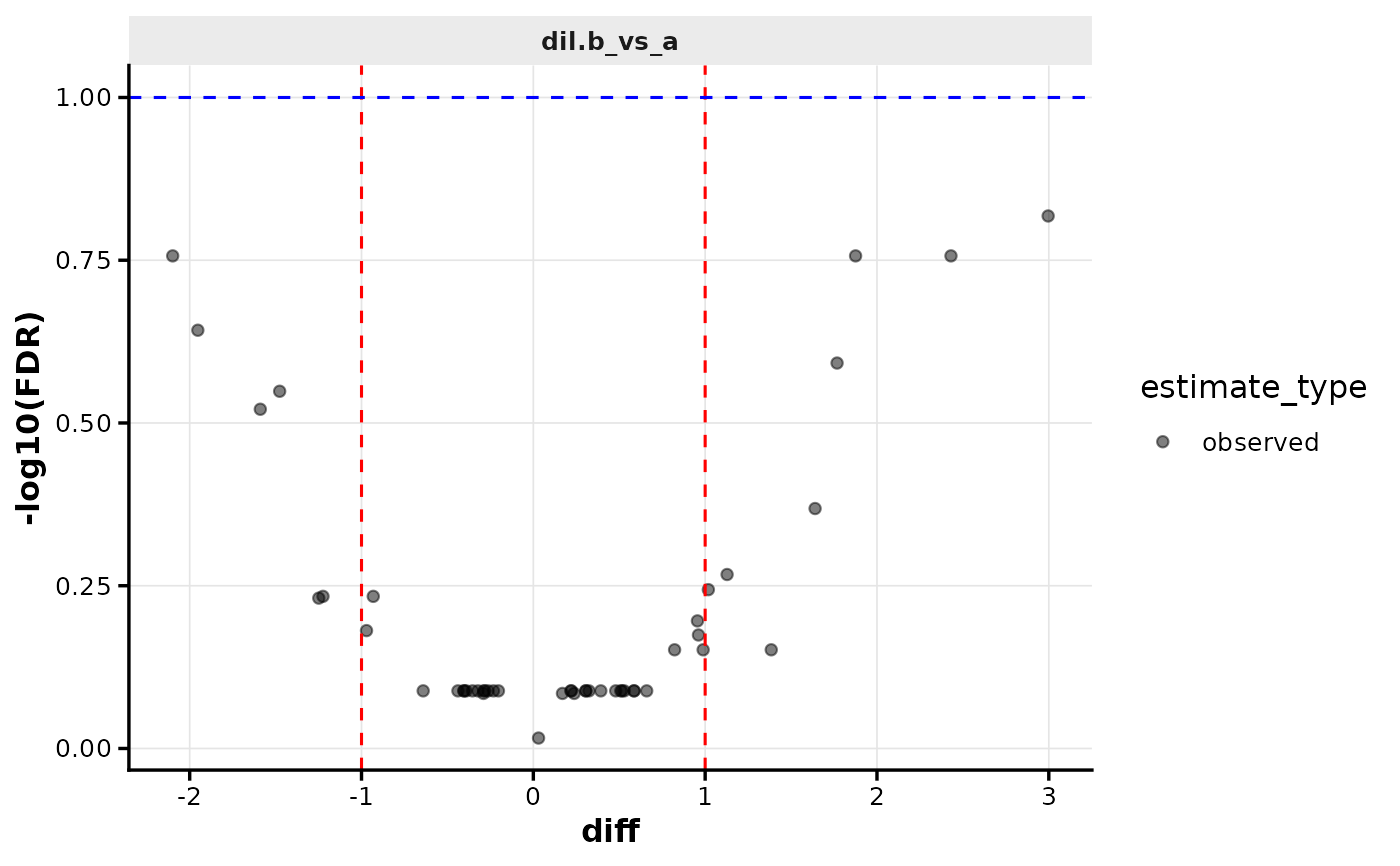 dil.b_vs_a
1.00
0.75
0.50
0.25
0.00
-log10(FDR)
-2 -1 0 1 2 3
diff
estimate_type
observed